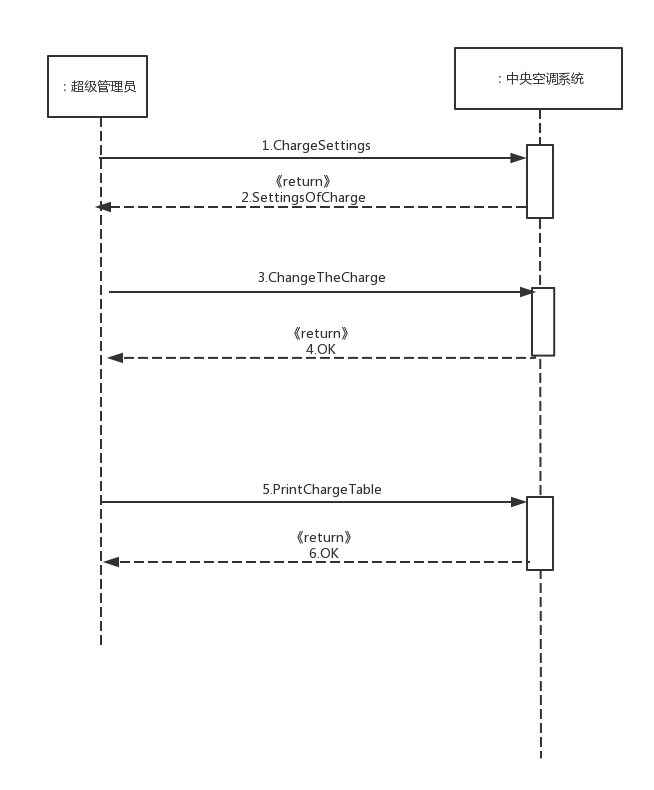 : 超级管理员
: 中央空调系统
1.ChargeSettings
《return》
2.SettingsOfCharge
3.ChangeTheCharge
《return》
4.OK
5.PrintChargeTable
《return》
6.OK